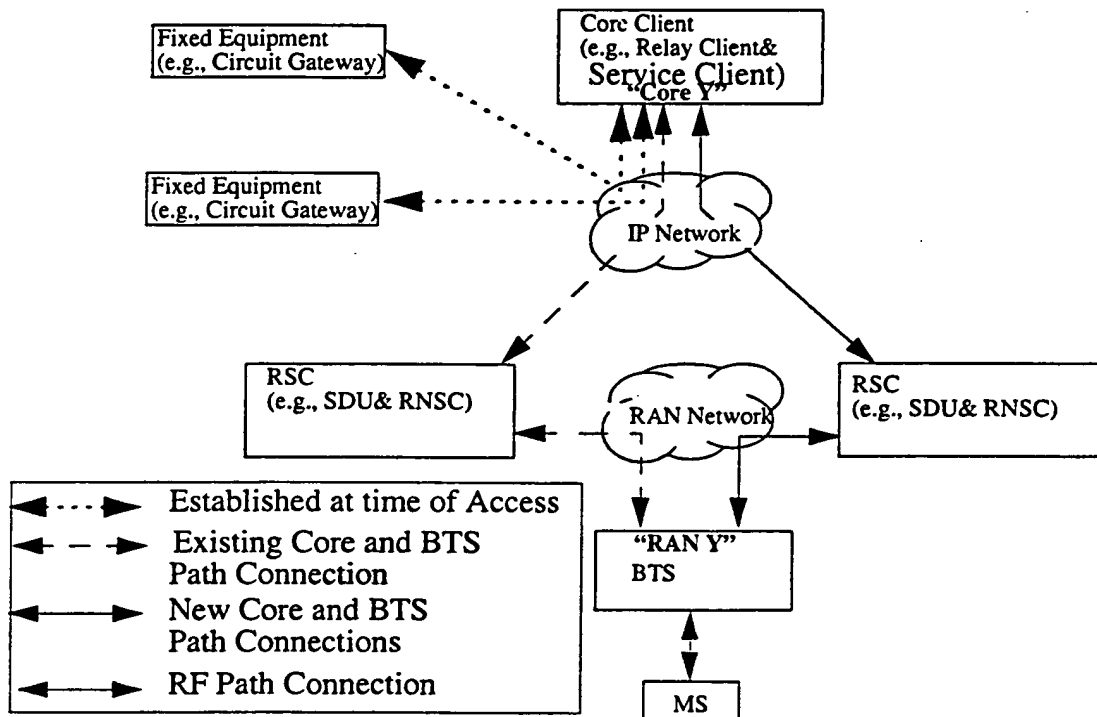 Fixed Equipment
(e.g., Circuit Gateway)
Core Client
(e.g., Relay Client&
Service Client)
"Core Y"
Fixed Equipment
(e.g., Circuit Gateway)
IP Network
RSC
(e.g., SDU& RNSC)
RAN Network
RSC
(e.g., SDU& RNSC)
Established at time of Access
Existing Core and BTS
Path Connection
New Core and BTS
Path Connections
RF Path Connection
"RAN Y"
BTS
MS